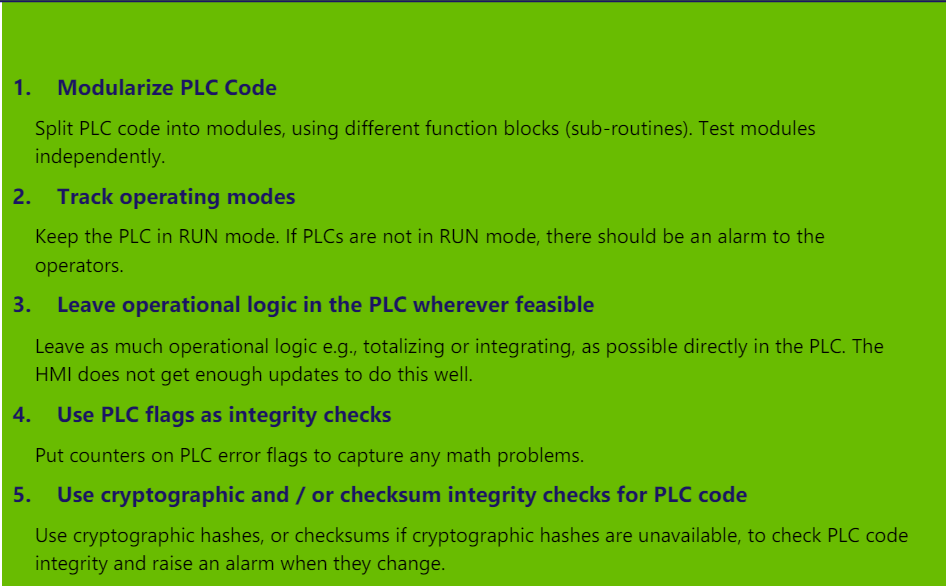 1. Modularize PLC Code
Split PLC code into modules, using different function blocks (sub-routines). Test modules
independently.
2. Track operating modes
Keep the PLC in RUN mode. If PLCs are not in RUN mode, there should be an alarm to the
operators.
3. Leave operational logic in the PLC wherever feasible
Leave as much operational logic e.g., totalizing or integrating, as possible directly in the PLC. The
HMI does not get enough updates to do this well.
4. Use PLC flags as integrity checks
Put counters on PLC error flags to capture any math problems.
5. Use cryptographic and / or checksum integrity checks for PLC code
Use cryptographic hashes, or checksums if cryptographic hashes are unavailable, to check PLC code
integrity and raise an alarm when they change.